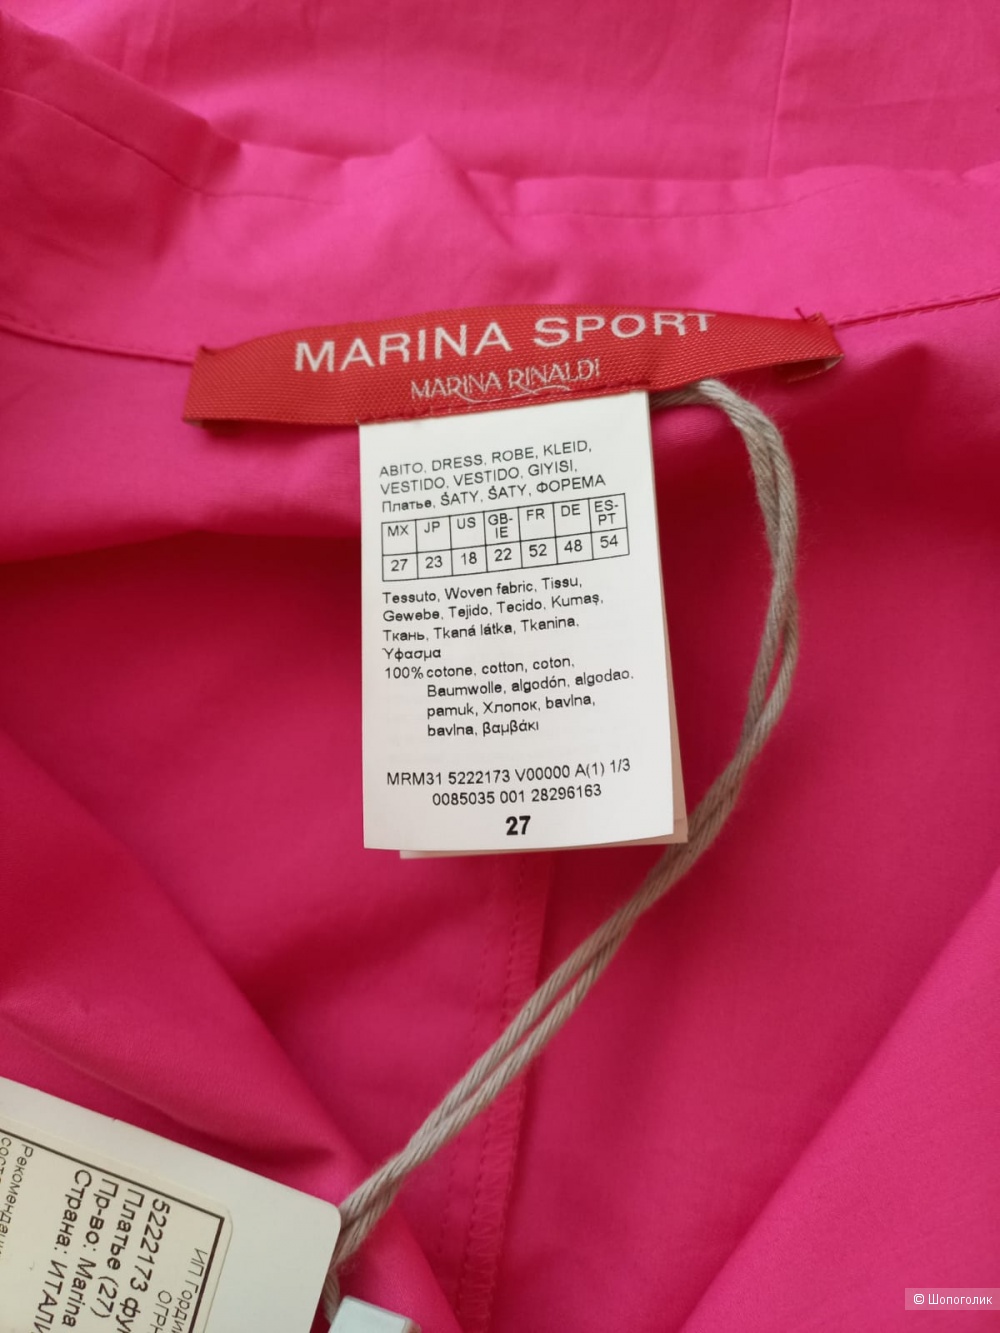 MARINA SPORT
MARINA RINALDI
ABITO, DRESS, ROBE, KLEID,
VESTIDO, VESTIDO, GIYISI,
Платье, ŠATY, ŠATY, ΦΟΡΕΜΑ
MX JP US GB-IE FR DE ES-PT
27 23 18 22 52 48 54
Tessuto, Woven fabric, Tissu,
Gewebe, Tejido, Tecido, Kumaş,
Ткань, Tkaná látka, Tkanina,
Ύφασμα
100% cotone, cotton, coton,
Baumwolle, algodón, algodao,
pamuk, Хлопок, bavlna,
bavlna, βαμβάκι
MRM31 5222173 V00000 A(1) 1/3
0085035 001 28296163
27
ИП
5222173
Платье (27)
Пр-во: Marina
Страна:
© Шопоголик